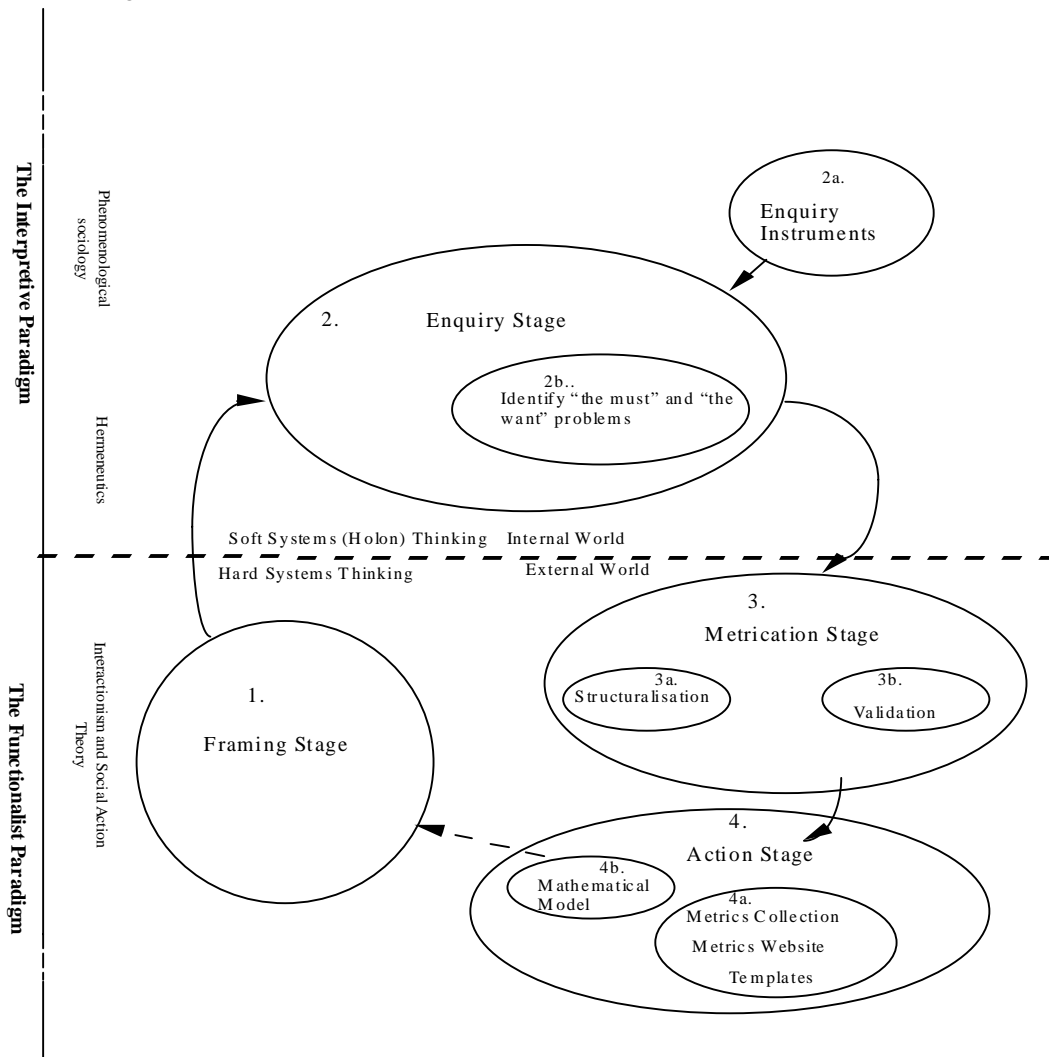 The Interpretive Paradigm
Phenomenological
sociology
Hermeneutics
2a.
Enquiry
Instruments
2.
Enquiry Stage
2b..
Identify “the must” and “the
want” problems
Soft Systems (Holon) Thinking
Internal World
Hard Systems Thinking
External World
The Functionalist Paradigm
Interactionism and Social Action
Theory
1.
Framing Stage
3.
Metrication Stage
3a.
Structuralisation
3b.
Validation
4.
Action Stage
4b.
Mathematical
Model
4a.
Metrics Collection
Metrics Website
Templates